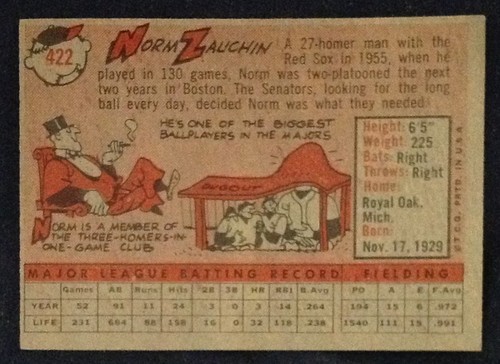 422
NORM ZAUCHIN
A 27-homer man with the
Red Sox in 1955, when he
played in 130 games, Norm was two-platooned the next
two years in Boston. The Senators, looking for the long
ball every day, decided Norm was what they needed
HE'S ONE OF THE BIGGEST
BALLPLAYERS IN THE MAJORS
DUGOUT
NORM IS A MEMBER OF
THE THREE-HOMERS-IN-
ONE-GAME CLUB
Height: 6'5"
Weight: 225
Bats: Right
Throws: Right
Home:
Royal Oak,
Mich.
Born:
Nov. 17, 1929
T.C.G. PRTD. IN U.S.A.
MAJOR LEAGUE BATTING RECORD FIELDING
Games AB Runs Hits 2B 3B HR RBI B.Avg PO A E F.Avg
YEAR 52 91 11 24 3 0 3 14 .264 194 15 6 .972
LIFE 231 664 88 158 16 0 32 118 .238 1540 111 15 .991